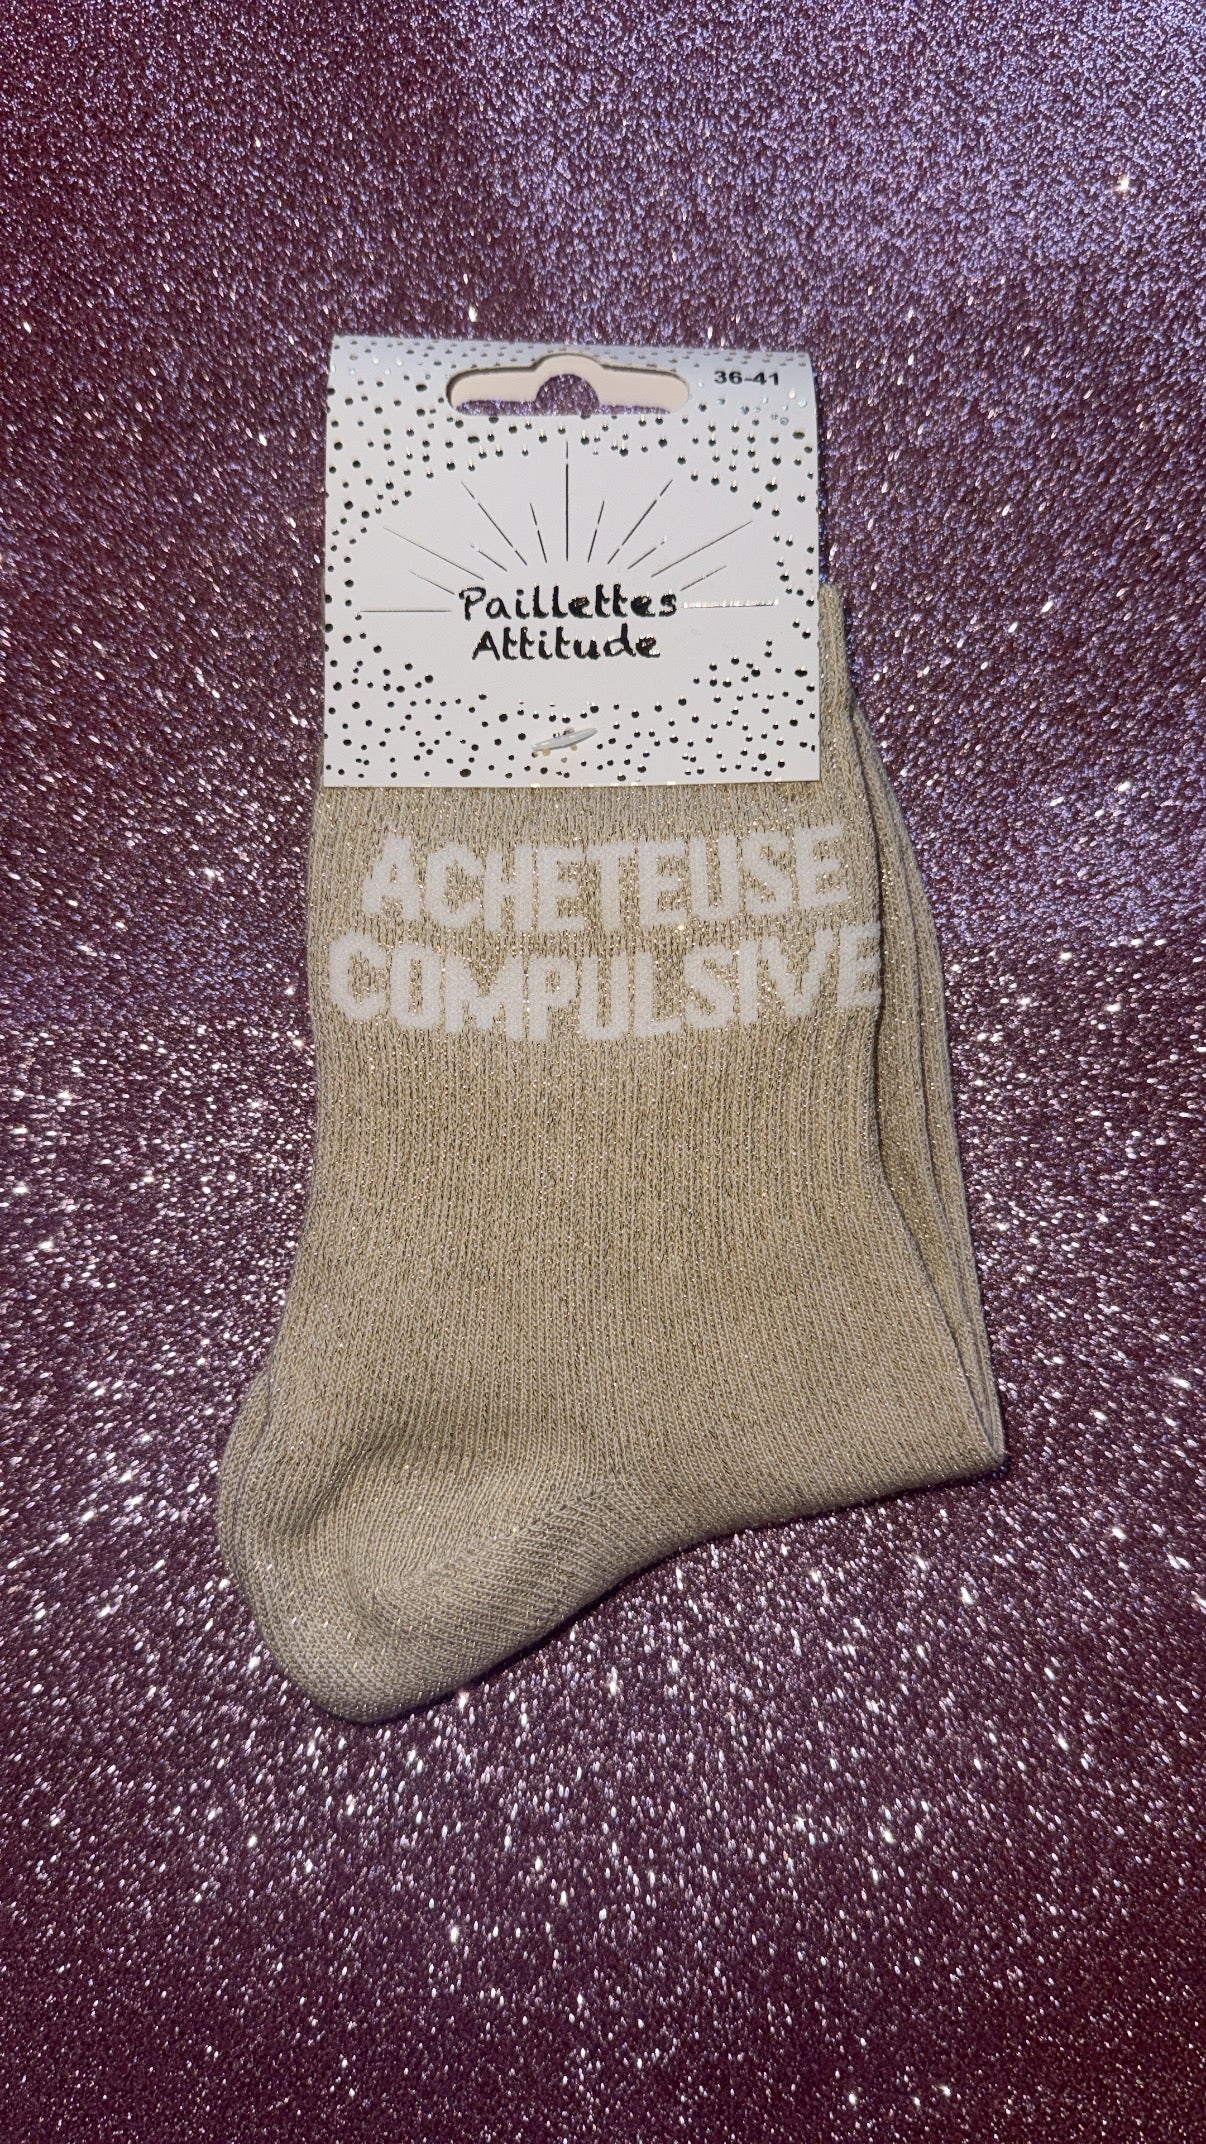 36-41
Paillettes
Attitude
ACHETEUSE
COMPULSIVE